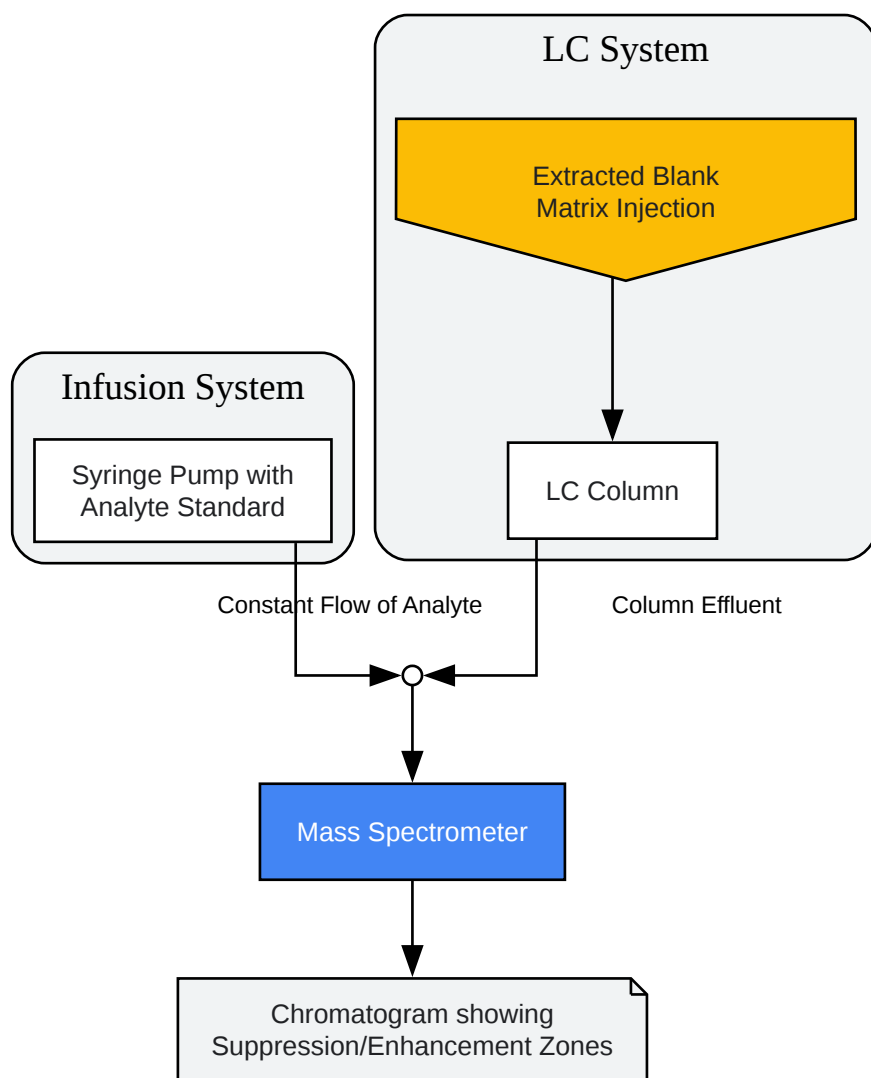 LC System
Extracted Blank
Matrix Injection
Infusion System
Syringe Pump with
Analyte Standard
LC Column
Constant Flow of Analyte
Column Effluent
Mass Spectrometer
Chromatogram showing
Suppression/Enhancement Zones